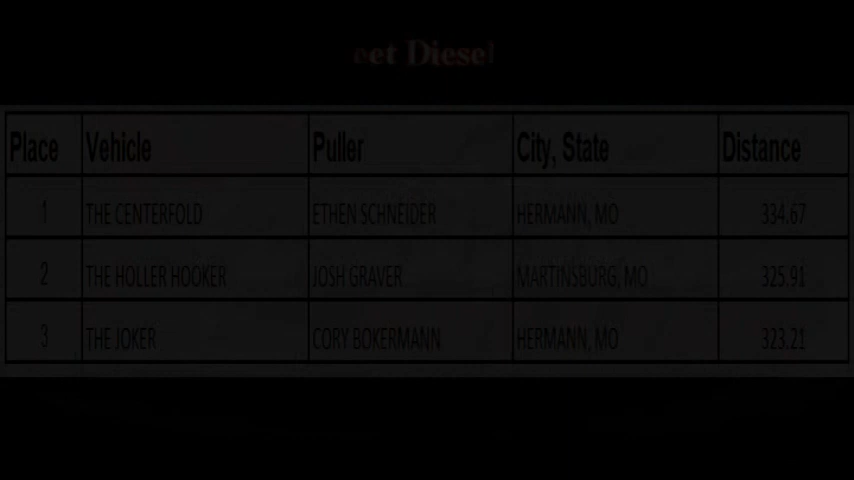 eet Diesel
Place Vehicle Puller City, State Distance
1 THE CENTERFOLD ETHEN SCHNEIDER HERMANN, MO 334.67
2 THE HOLLER HOOKER JOSH GRAVER MARTINSBURG, MO 325.91
3 THE JOKER CORY BOKERMANN HERMANN, MO 323.21